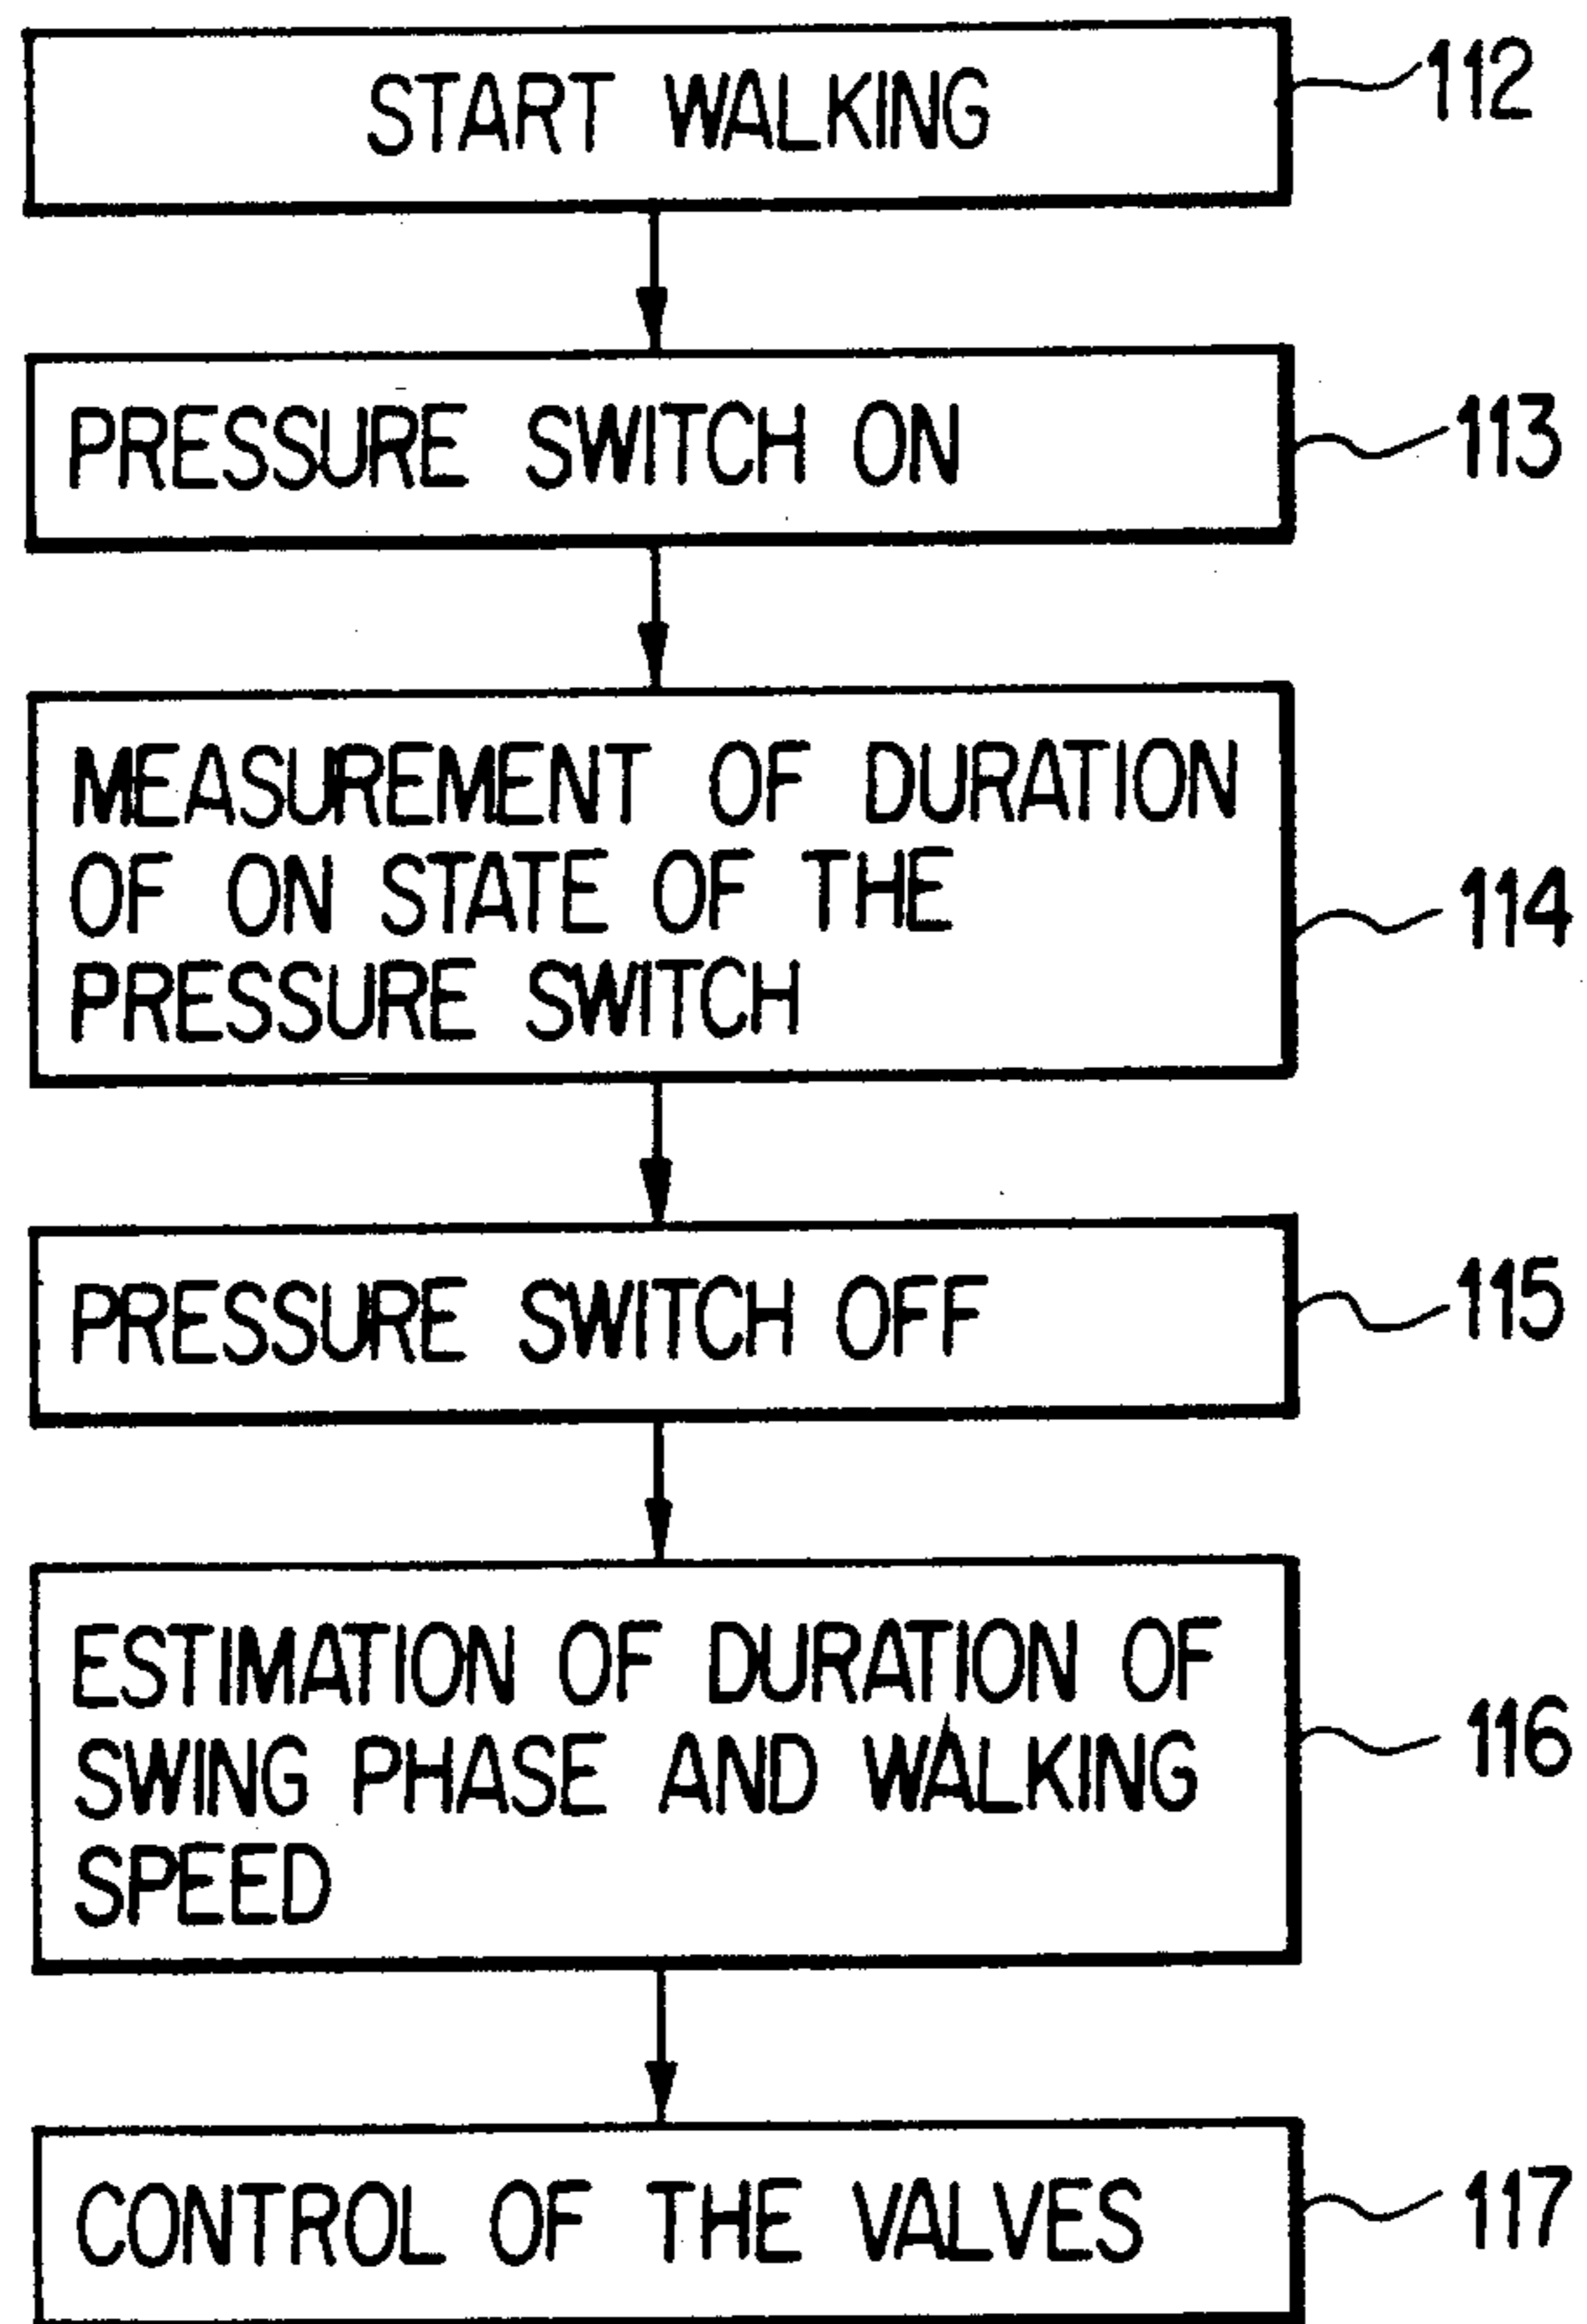 START WALKING
112
PRESSURE SWITCH ON
113
MEASUREMENT OF DURATION
OF ON STATE OF THE
PRESSURE SWITCH
114
PRESSURE SWITCH OFF
115
ESTIMATION OF DURATION OF
SWING PHASE AND WALKING
SPEED
116
CONTROL OF THE VALVES
117